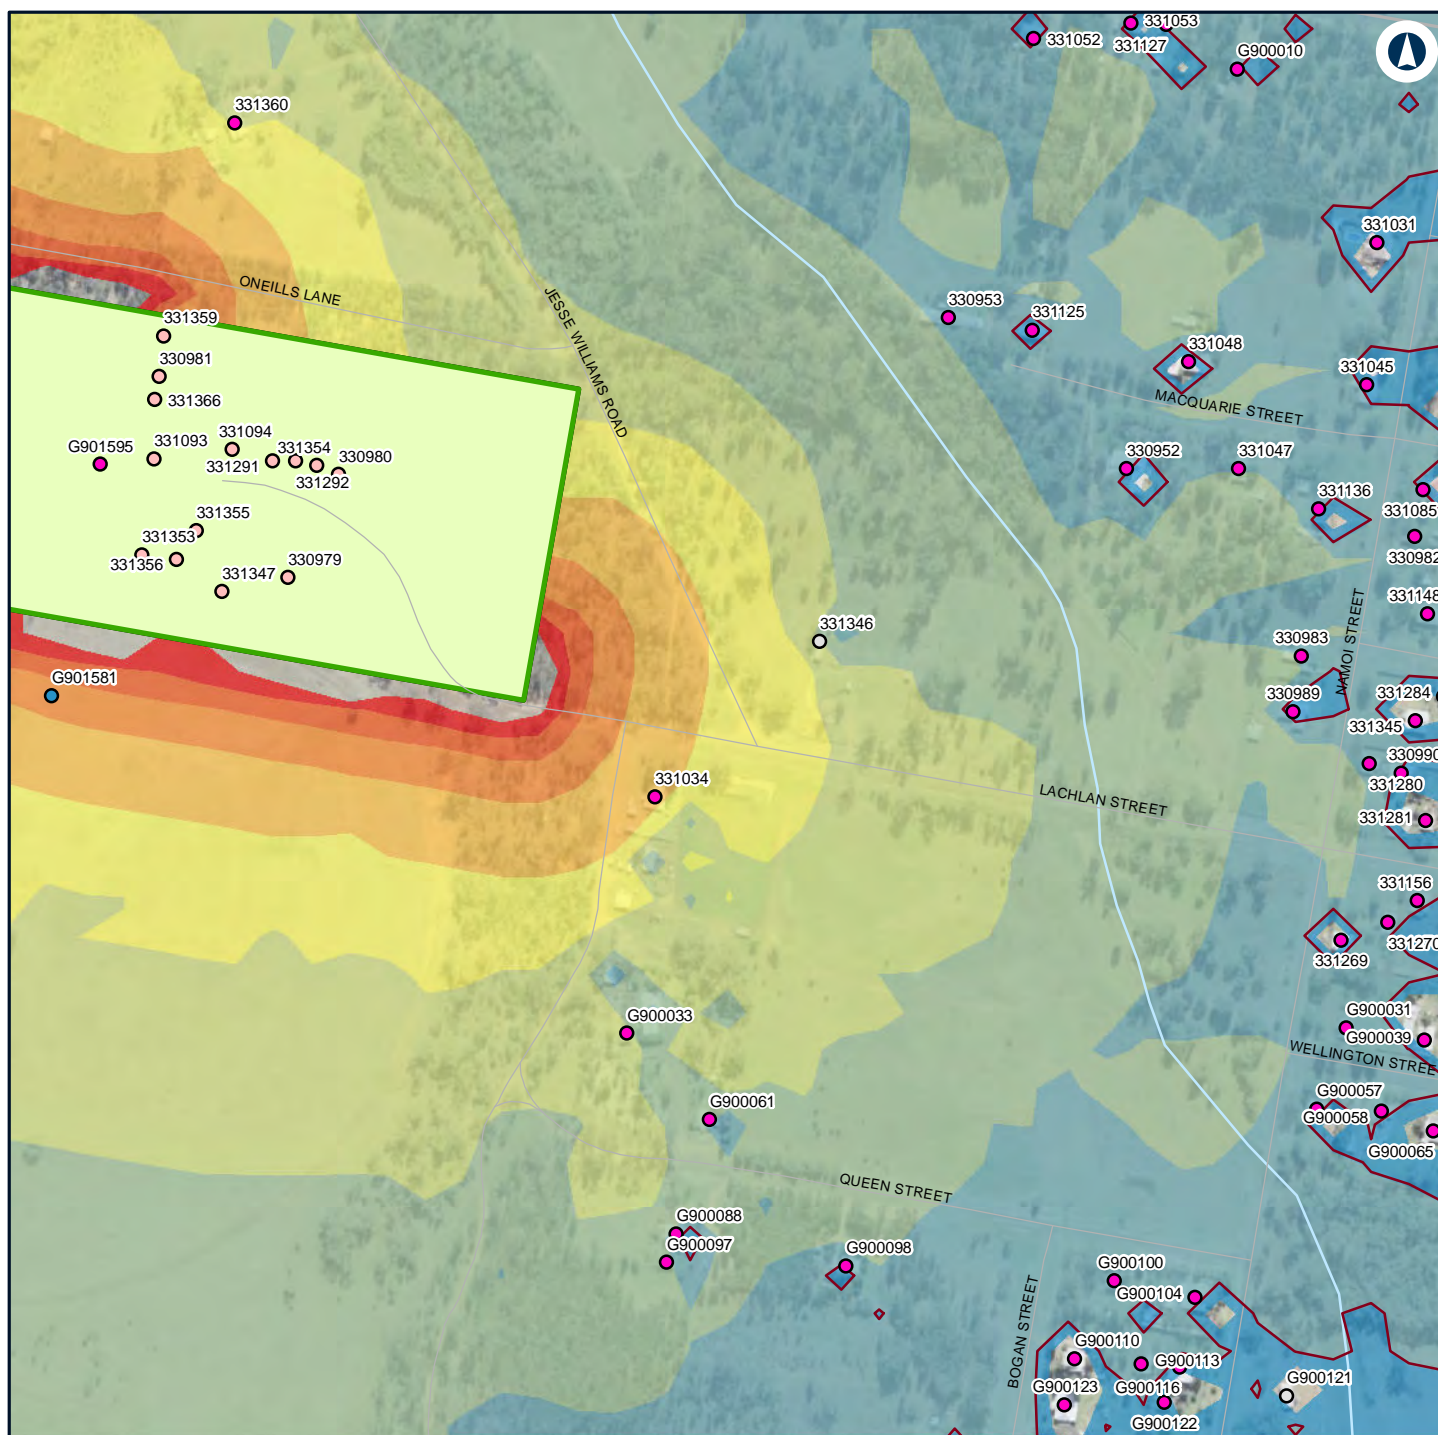 331053
331052
331127
G900010
331360
331031
ONEILLS LANE
JESSE WILLIAMS ROAD
330953
331125
331359
331048
330981
331045
331366
MACQUARIE STREET
331094
331093
G901595
331354
331291
330980
331292
330952
331047
331136
331085
331355
331353
330982
331356
330979
331347
NAMOI STREET
331148
331346
330983
G901581
330989
331284
331345
330990
331034
331280
LACHLAN STREET
331281
331156
331270
331269
G900033
G900031
G900039
WELLINGTON STREE
G900057
G900061
G900058
G900065
QUEEN STREET
G900088
G900097
G900098
G900100
G900104
BOGAN STREET
G900110
G900113
G900121
G900123
G900116
G900122